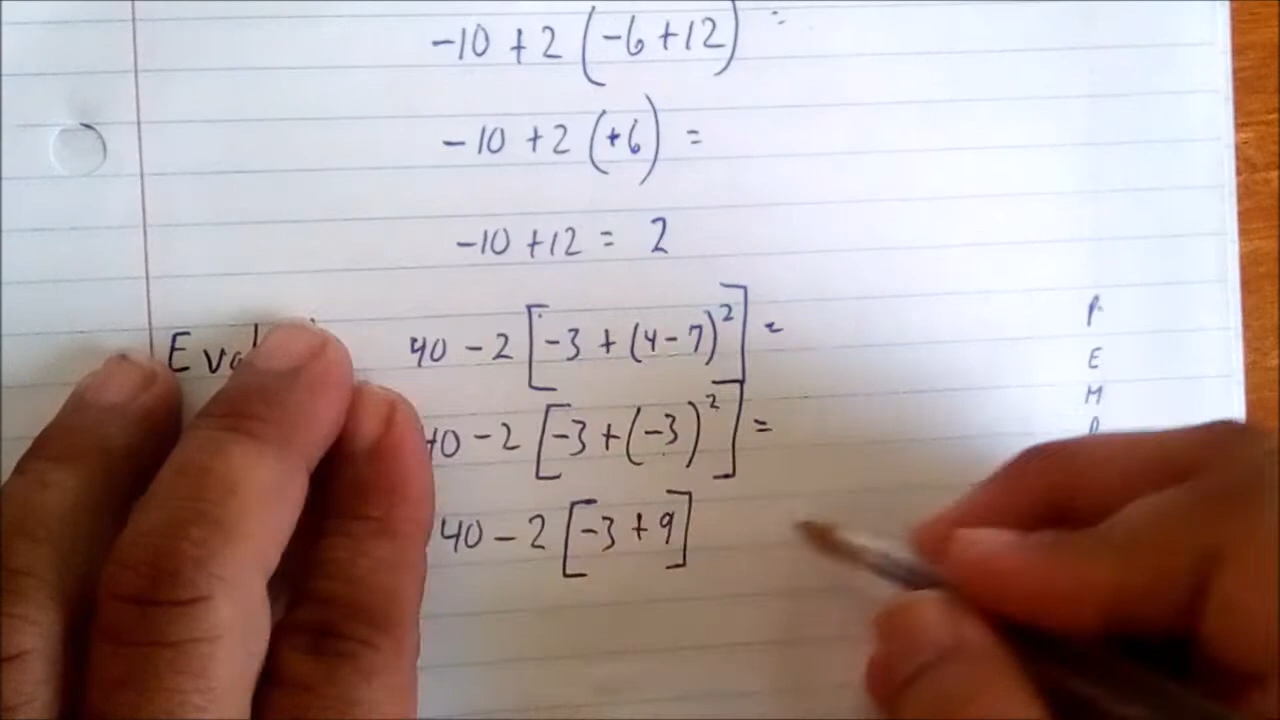 -10 + 2 (-6 + 12) =
-10 + 2 (+6) =
-10 + 12 = 2
40 - 2 [-3 + (4 - 7)² ] =
40 - 2 [-3 + (-3)² ] =
40 - 2 [-3 + 9]
P
E
M